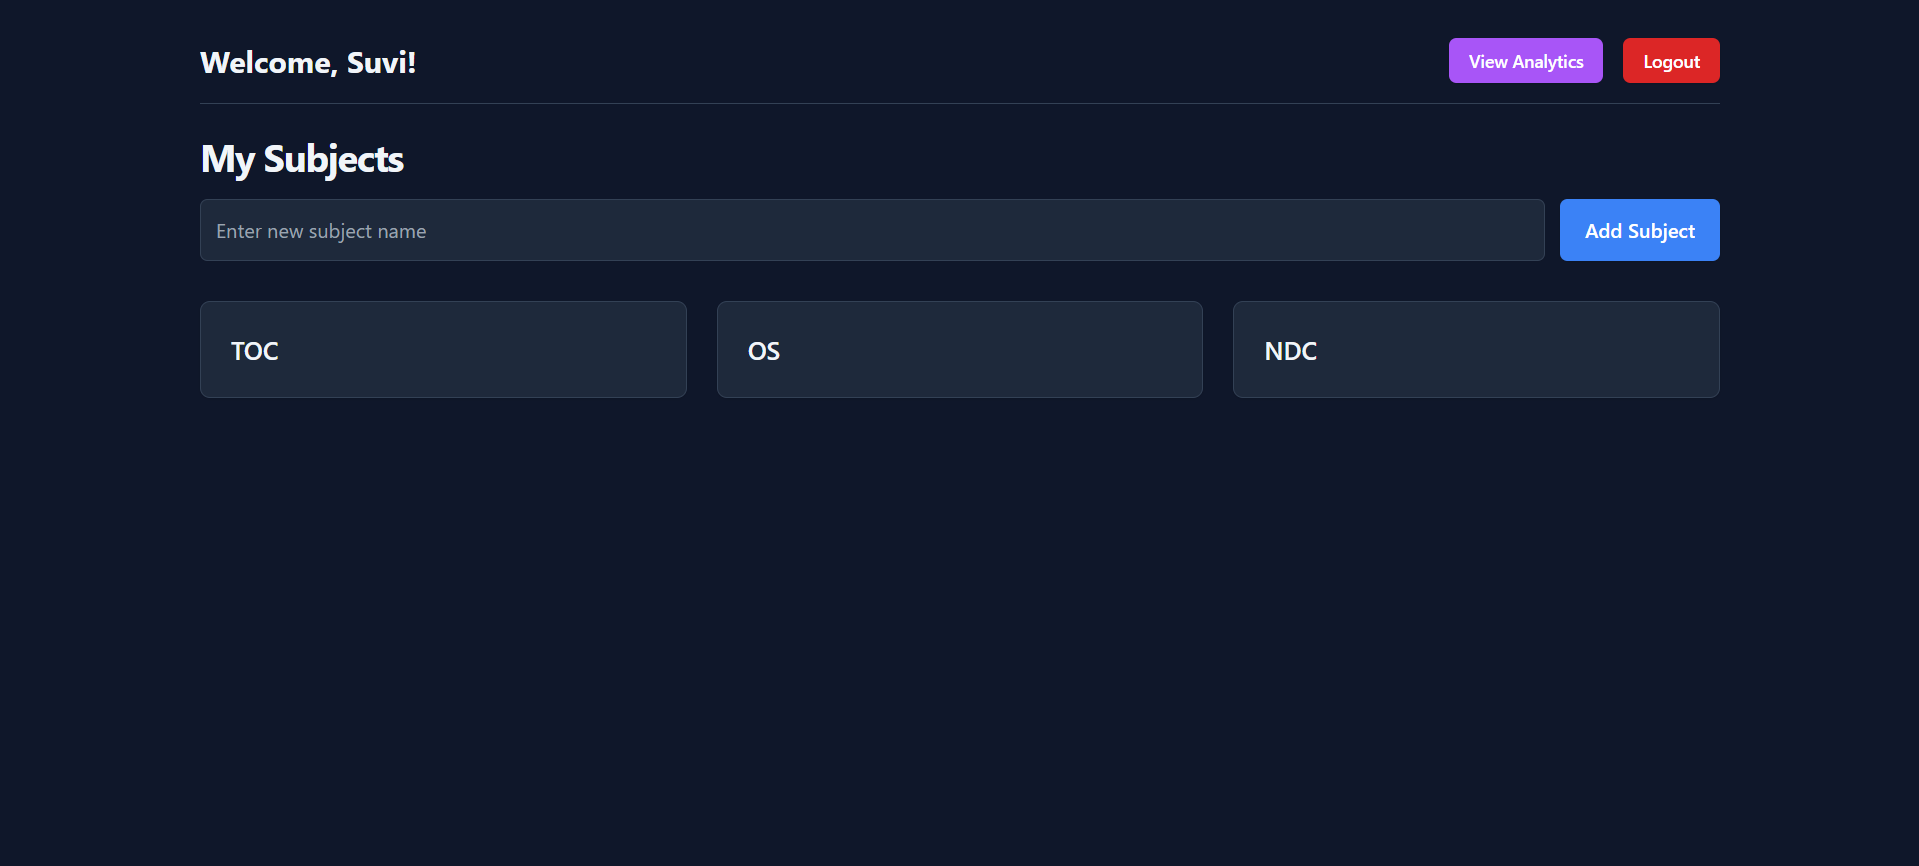 Welcome, Suvi!
View Analytics
Logout
My Subjects
Enter new subject name
Add Subject
TOC
OS
NDC